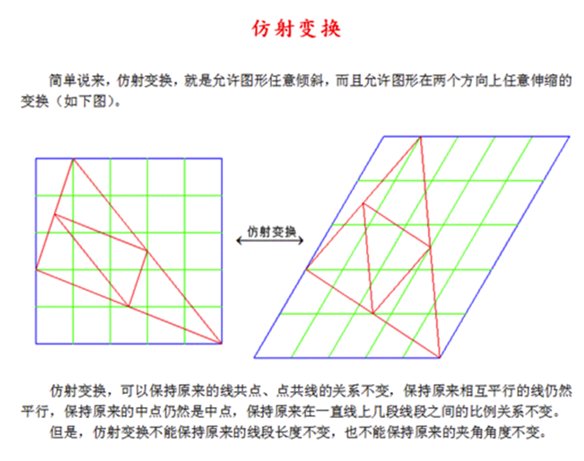 仿射变换
简单说来，仿射变换，就是允许图形任意倾斜，而且允许图形在两个方向上任意伸缩的
变换（如下图）。
仿射变换
仿射变换，可以保持原来的线共点、点共线的关系不变，保持原来相互平行的线仍然
平行，保持原来的中点仍然是中点，保持原来在一直线上几段线段之间的比例关系不变。
但是，仿射变换不能保持原来的线段长度不变，也不能保持原来的夹角角度不变。